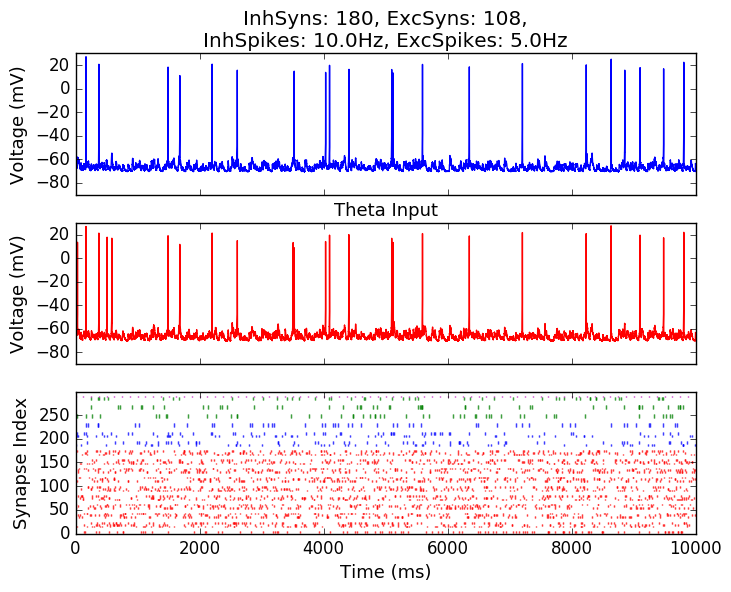 InhSyns: 180, ExcSyns: 108,
InhSpikes: 10.0Hz, ExcSpikes: 5.0Hz
20
0
−20
−40
−60
−80
Voltage (mV)
Theta Input
20
0
−20
−40
−60
−80
Voltage (mV)
250
200
150
100
50
0
Synapse Index
0 2000 4000 6000 8000 10000
Time (ms)